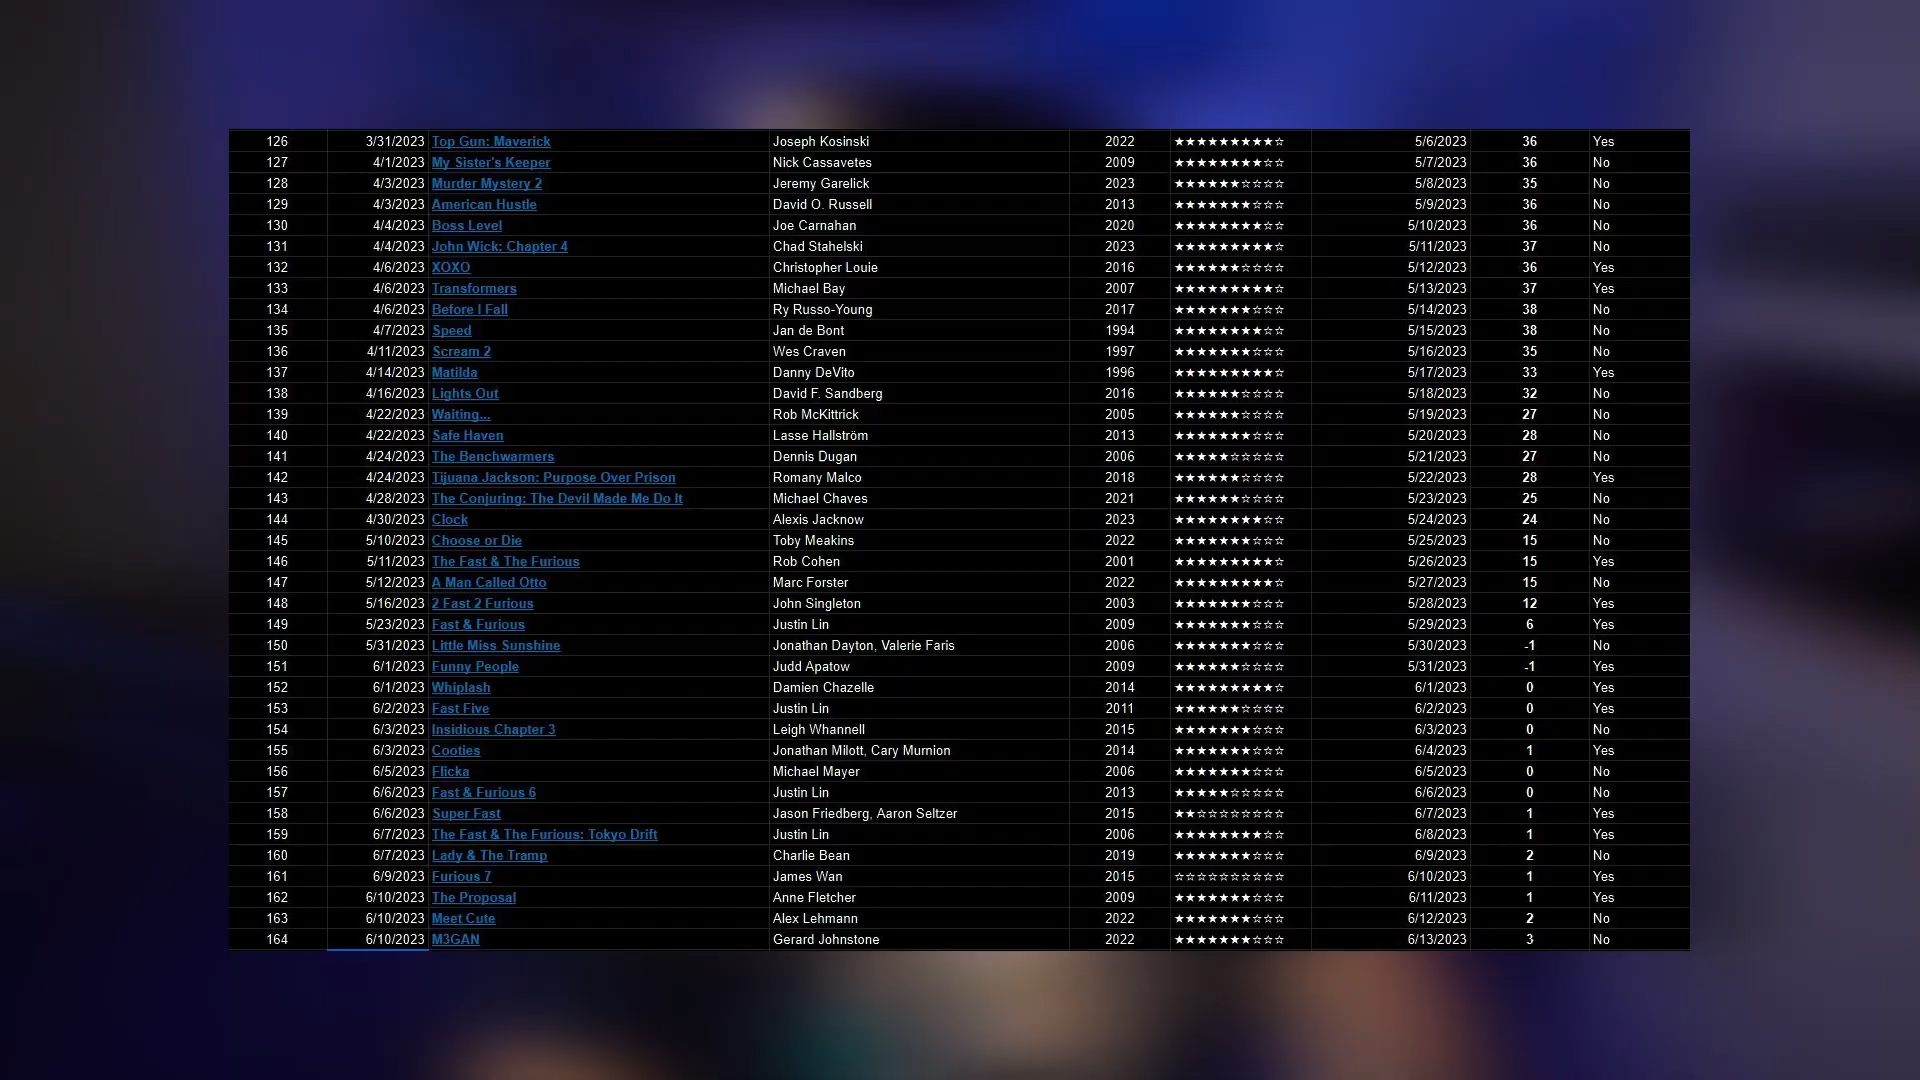 126 3/31/2023 Top Gun: Maverick Joseph Kosinski 2022 ★★★★★★★★★☆ 5/6/2023 36 Yes
127 4/1/2023 My Sister's Keeper Nick Cassavetes 2009 ★★★★★★★★☆☆ 5/7/2023 36 No
128 4/3/2023 Murder Mystery 2 Jeremy Garelick 2023 ★★★★★★☆☆☆☆ 5/8/2023 35 No
129 4/3/2023 American Hustle David O. Russell 2013 ★★★★★★★☆☆☆ 5/9/2023 36 No
130 4/4/2023 Boss Level Joe Carnahan 2020 ★★★★★★★★☆☆ 5/10/2023 36 No
131 4/4/2023 John Wick: Chapter 4 Chad Stahelski 2023 ★★★★★★★★★☆ 5/11/2023 37 No
132 4/6/2023 XOXO Christopher Louie 2016 ★★★★★★☆☆☆☆ 5/12/2023 36 Yes
133 4/6/2023 Transformers Michael Bay 2007 ★★★★★★★★★☆ 5/13/2023 37 Yes
134 4/6/2023 Before I Fall Ry Russo-Young 2017 ★★★★★★★☆☆☆ 5/14/2023 38 No
135 4/7/2023 Speed Jan de Bont 1994 ★★★★★★★★☆☆ 5/15/2023 38 No
136 4/11/2023 Scream 2 Wes Craven 1997 ★★★★★★★☆☆☆ 5/16/2023 35 No
137 4/14/2023 Matilda Danny DeVito 1996 ★★★★★★★★★☆ 5/17/2023 33 Yes
138 4/16/2023 Lights Out David F. Sandberg 2016 ★★★★★★☆☆☆☆ 5/18/2023 32 No
139 4/22/2023 Waiting... Rob McKittrick 2005 ★★★★★★☆☆☆☆ 5/19/2023 27 No
140 4/22/2023 Safe Haven Lasse Hallström 2013 ★★★★★★★☆☆☆ 5/20/2023 28 No
141 4/24/2023 The Benchwarmers Dennis Dugan 2006 ★★★★★☆☆☆☆☆ 5/21/2023 27 No
142 4/24/2023 Tijuana Jackson: Purpose Over Prison Romany Malco 2018 ★★★★★★☆☆☆☆ 5/22/2023 28 Yes
143 4/28/2023 The Conjuring: The Devil Made Me Do It Michael Chaves 2021 ★★★★★★☆☆☆☆ 5/23/2023 25 No
144 4/30/2023 Clock Alexis Jacknow 2023 ★★★★★★★★☆☆ 5/24/2023 24 No
145 5/10/2023 Choose or Die Toby Meakins 2022 ★★★★★★★☆☆☆ 5/25/2023 15 No
146 5/11/2023 The Fast & The Furious Rob Cohen 2001 ★★★★★★★★★☆ 5/26/2023 15 Yes
147 5/12/2023 A Man Called Otto Marc Forster 2022 ★★★★★★★★★☆ 5/27/2023 15 No
148 5/16/2023 2 Fast 2 Furious John Singleton 2003 ★★★★★★★☆☆☆ 5/28/2023 12 Yes
149 5/23/2023 Fast & Furious Justin Lin 2009 ★★★★★★★☆☆☆ 5/29/2023 6 Yes
150 5/31/2023 Little Miss Sunshine Jonathan Dayton, Valerie Faris 2006 ★★★★★★★☆☆☆ 5/30/2023 -1 No
151 6/1/2023 Funny People Judd Apatow 2009 ★★★★★★☆☆☆☆ 5/31/2023 -1 Yes
152 6/1/2023 Whiplash Damien Chazelle 2014 ★★★★★★★★★☆ 6/1/2023 0 Yes
153 6/2/2023 Fast Five Justin Lin 2011 ★★★★★★☆☆☆☆ 6/2/2023 0 Yes
154 6/3/2023 Insidious Chapter 3 Leigh Whannell 2015 ★★★★★★★☆☆☆ 6/3/2023 0 No
155 6/3/2023 Cooties Jonathan Milott, Cary Murnion 2014 ★★★★★★★☆☆☆ 6/4/2023 1 Yes
156 6/5/2023 Flicka Michael Mayer 2006 ★★★★★★★☆☆☆ 6/5/2023 0 No
157 6/6/2023 Fast & Furious 6 Justin Lin 2013 ★★★★★☆☆☆☆☆ 6/6/2023 0 No
158 6/6/2023 Super Fast Jason Friedberg, Aaron Seltzer 2015 ★★☆☆☆☆☆☆☆☆ 6/7/2023 1 Yes
159 6/7/2023 The Fast & The Furious: Tokyo Drift Justin Lin 2006 ★★★★★★★★☆☆ 6/8/2023 1 Yes
160 6/7/2023 Lady & The Tramp Charlie Bean 2019 ★★★★★★★☆☆☆ 6/9/2023 2 No
161 6/9/2023 Furious 7 James Wan 2015 ☆☆☆☆☆☆☆☆☆☆ 6/10/2023 1 Yes
162 6/10/2023 The Proposal Anne Fletcher 2009 ★★★★★★★☆☆☆ 6/11/2023 1 Yes
163 6/10/2023 Meet Cute Alex Lehmann 2022 ★★★★★★★☆☆☆ 6/12/2023 2 No
164 6/10/2023 M3GAN Gerard Johnstone 2022 ★★★★★★★☆☆☆ 6/13/2023 3 No